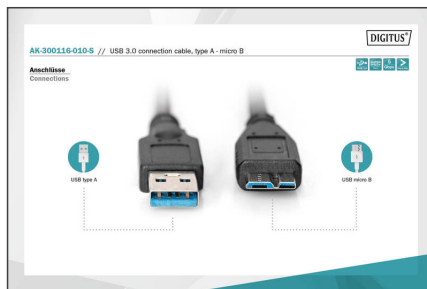 DIGITUS®
AK-300116-010-S // USB 3.0 connection cable, type A - micro B
Anschlüsse
Connections
USB type A
USB micro B